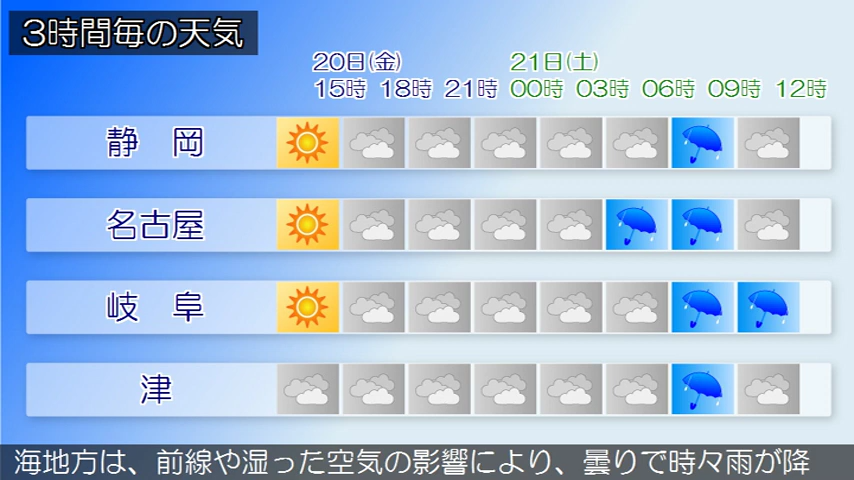 3時間毎の天気
20日(金) 21日(土)
15時 18時 21時 00時 03時 06時 09時 12時
静 岡
名古屋
岐 阜
津
海地方は、前線や湿った空気の影響により、曇りで時々雨が降